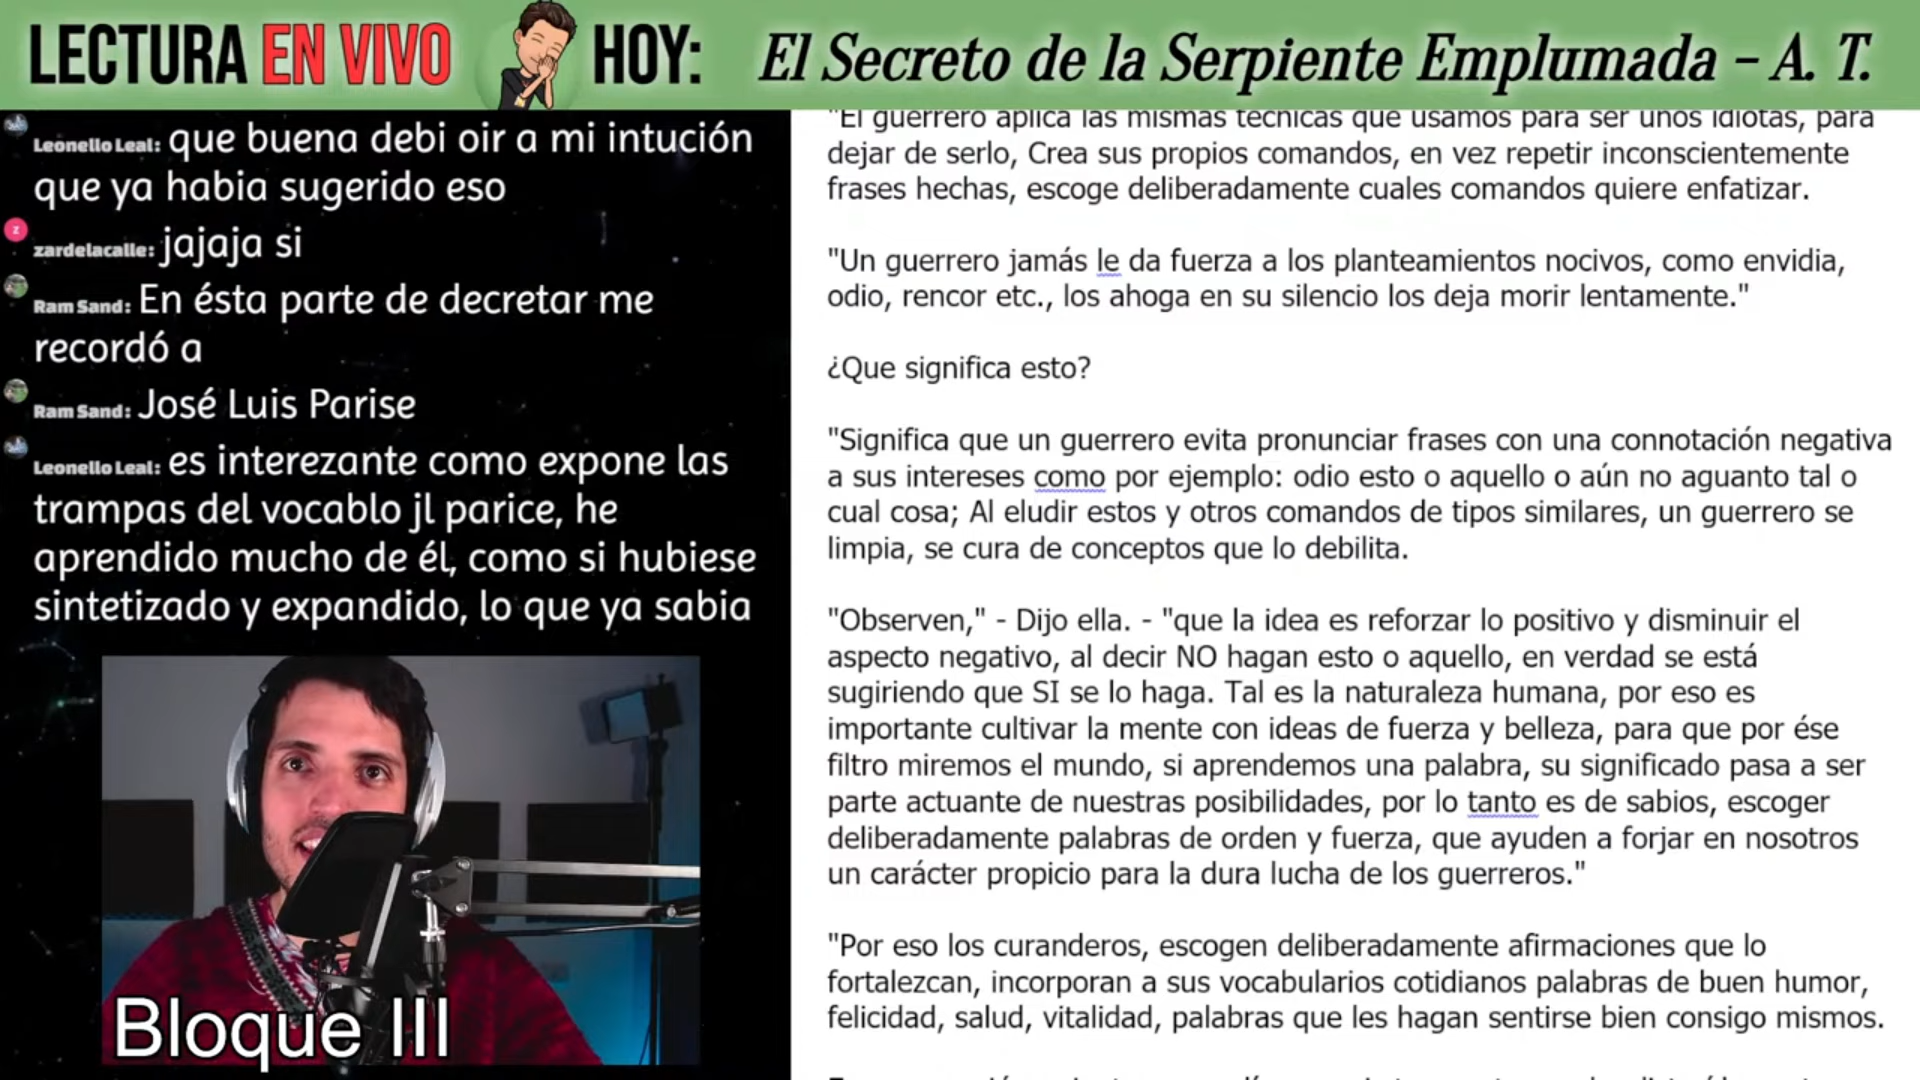 LECTURA EN VIVO HOY: El Secreto de la Serpiente Emplumada - A. T.
Leonello Leal: que buena debi oir a mi intución
que ya habia sugerido eso
z
zardelacalle: jajaja si
Ram Sand: En ésta parte de decretar me
recordó a
Ram Sand: José Luis Parise
Leonello Leal: es interezante como expone las
trampas del vocablo jl parice, he
aprendido mucho de él, como si hubiese
sintetizado y expandido, lo que ya sabia
Bloque III
"El guerrero aplica las mismas técnicas que usamos para ser unos idiotas, para
dejar de serlo, Crea sus propios comandos, en vez repetir inconscientemente
frases hechas, escoge deliberadamente cuales comandos quiere enfatizar.
"Un guerrero jamás le da fuerza a los planteamientos nocivos, como envidia,
odio, rencor etc., los ahoga en su silencio los deja morir lentamente."
¿Que significa esto?
"Significa que un guerrero evita pronunciar frases con una connotación negativa
a sus intereses como por ejemplo: odio esto o aquello o aún no aguanto tal o
cual cosa; Al eludir estos y otros comandos de tipos similares, un guerrero se
limpia, se cura de conceptos que lo debilita.
"Observen," - Dijo ella. - "que la idea es reforzar lo positivo y disminuir el
aspecto negativo, al decir NO hagan esto o aquello, en verdad se está
sugiriendo que SI se lo haga. Tal es la naturaleza humana, por eso es
importante cultivar la mente con ideas de fuerza y belleza, para que por ése
filtro miremos el mundo, si aprendemos una palabra, su significado pasa a ser
parte actuante de nuestras posibilidades, por lo tanto es de sabios, escoger
deliberadamente palabras de orden y fuerza, que ayuden a forjar en nosotros
un carácter propicio para la dura lucha de los guerreros."
"Por eso los curanderos, escogen deliberadamente afirmaciones que lo
fortalezcan, incorporan a sus vocabularios cotidianos palabras de buen humor,
felicidad, salud, vitalidad, palabras que les hagan sentirse bien consigo mismos.